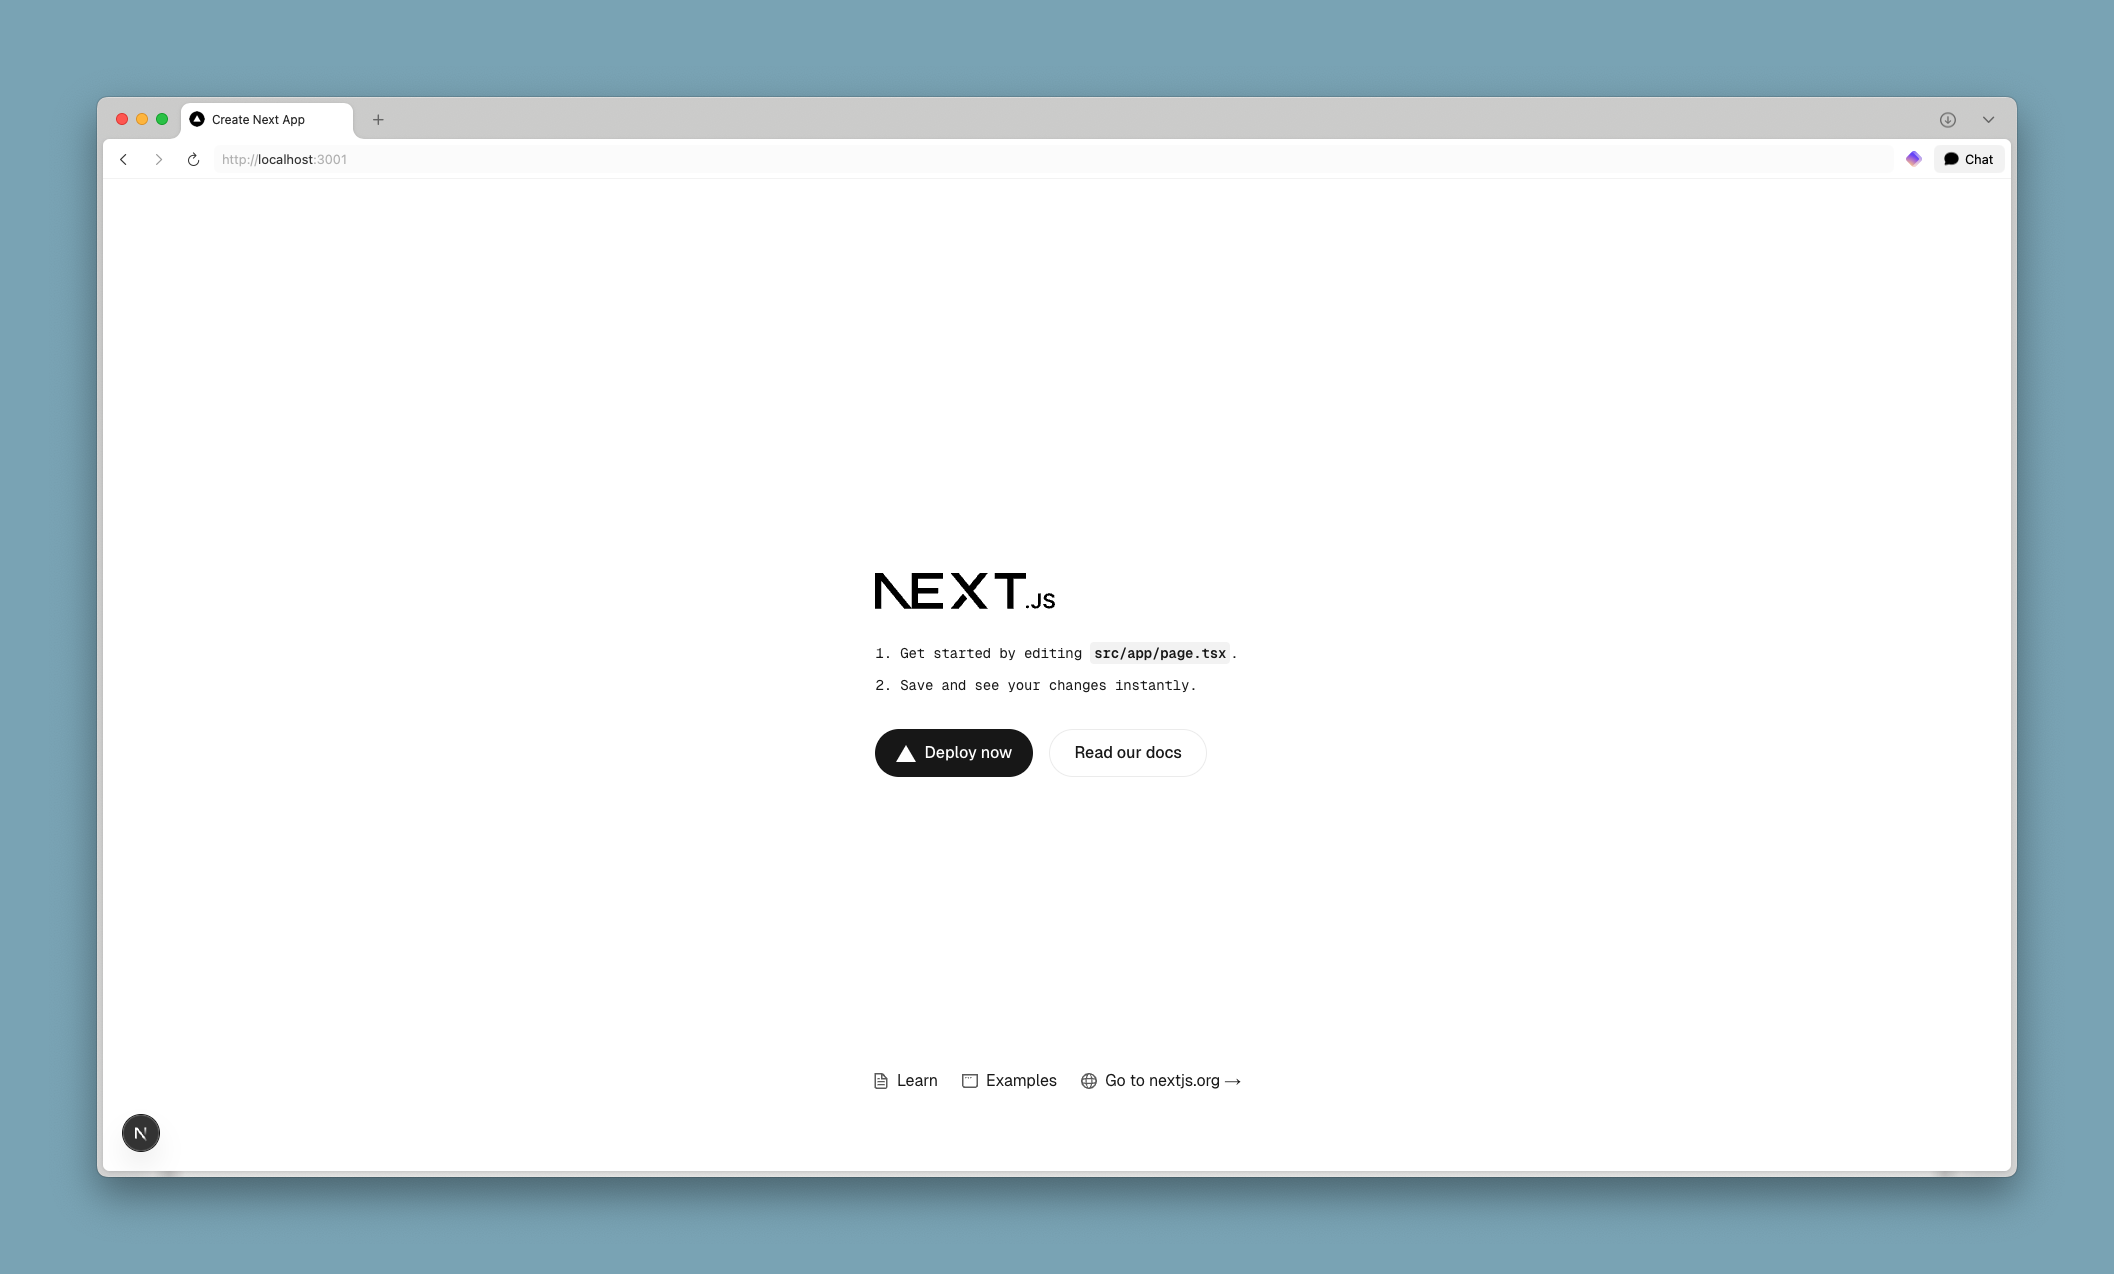 Create Next App
http://localhost:3001
Chat
NEXT.JS
1. Get started by editing src/app/page.tsx.
2. Save and see your changes instantly.
Deploy now
Read our docs
Learn
Examples
Go to nextjs.org →
N